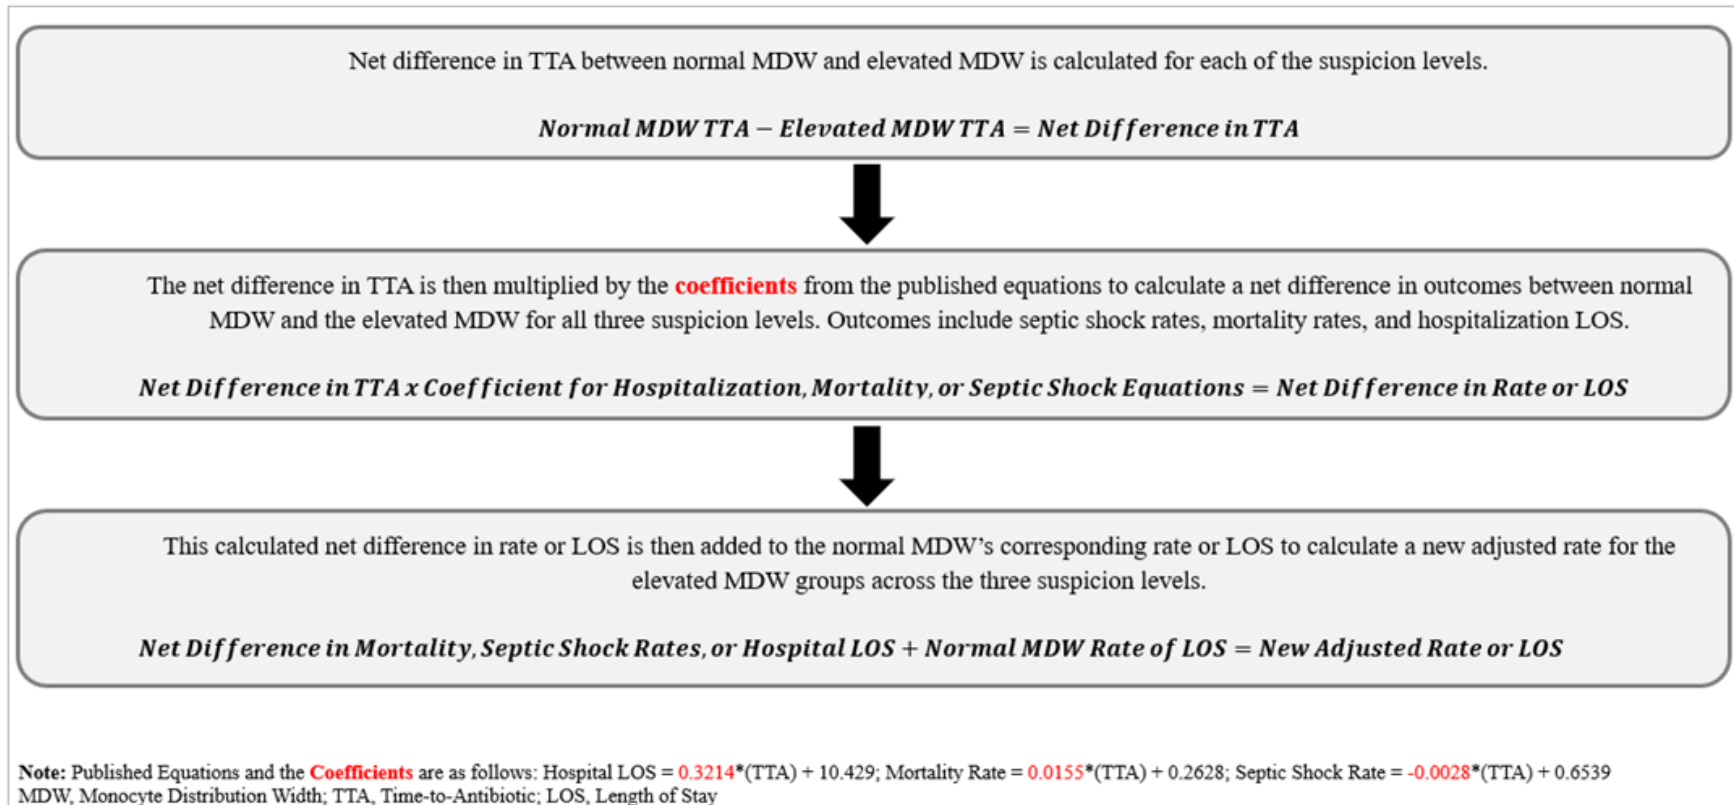 Net difference in TTA between normal MDW and elevated MDW is calculated for each of the suspicion levels.
Normal MDW TTA − Elevated MDW TTA = Net Difference in TTA
The net difference in TTA is then multiplied by the coefficients from the published equations to calculate a net difference in outcomes between normal
MDW and the elevated MDW for all three suspicion levels. Outcomes include septic shock rates, mortality rates, and hospitalization LOS.
Net Difference in TTA x Coefficient for Hospitalization, Mortality, or Septic Shock Equations = Net Difference in Rate or LOS
This calculated net difference in rate or LOS is then added to the normal MDW’s corresponding rate or LOS to calculate a new adjusted rate for the
elevated MDW groups across the three suspicion levels.
Net Difference in Mortality, Septic Shock Rates, or Hospital LOS + Normal MDW Rate of LOS = New Adjusted Rate or LOS
Note: Published Equations and the Coefficients are as follows: Hospital LOS = 0.3214*(TTA) + 10.429; Mortality Rate = 0.0155*(TTA) + 0.2628; Septic Shock Rate = -0.0028*(TTA) + 0.6539
MDW, Monocyte Distribution Width; TTA, Time-to-Antibiotic; LOS, Length of Stay